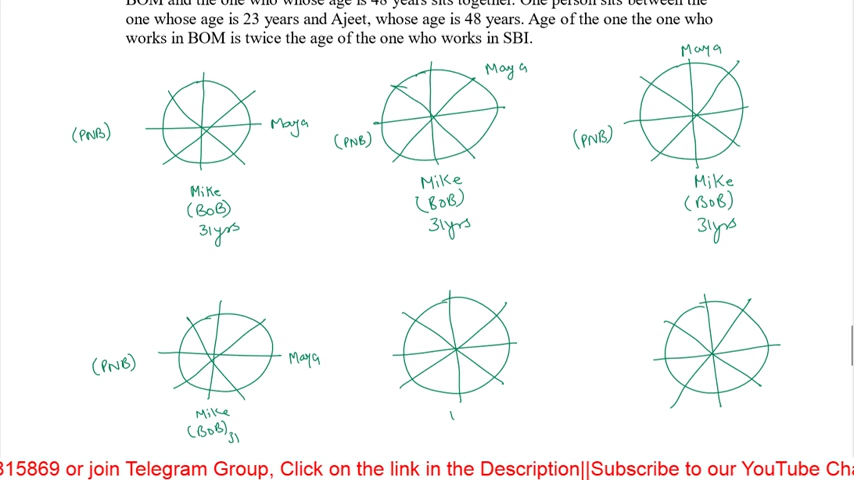 BOM and the one who whose age is 48 years sits together. One person sits between the
one whose age is 23 years and Ajeet, whose age is 48 years. Age of the one the one who
works in BOM is twice the age of the one who works in SBI.
Maya
Maya
(PNB)
Maya
(PNB)
(PNB)
Mike
(BOB)
31yrs
Mike
(BOB)
31yrs
Mike
(BOB)
31yrs
(PNB)
Maya
Mike
(BOB) 31
315869 or join Telegram Group, Click on the link in the Description||Subscribe to our YouTube Cha